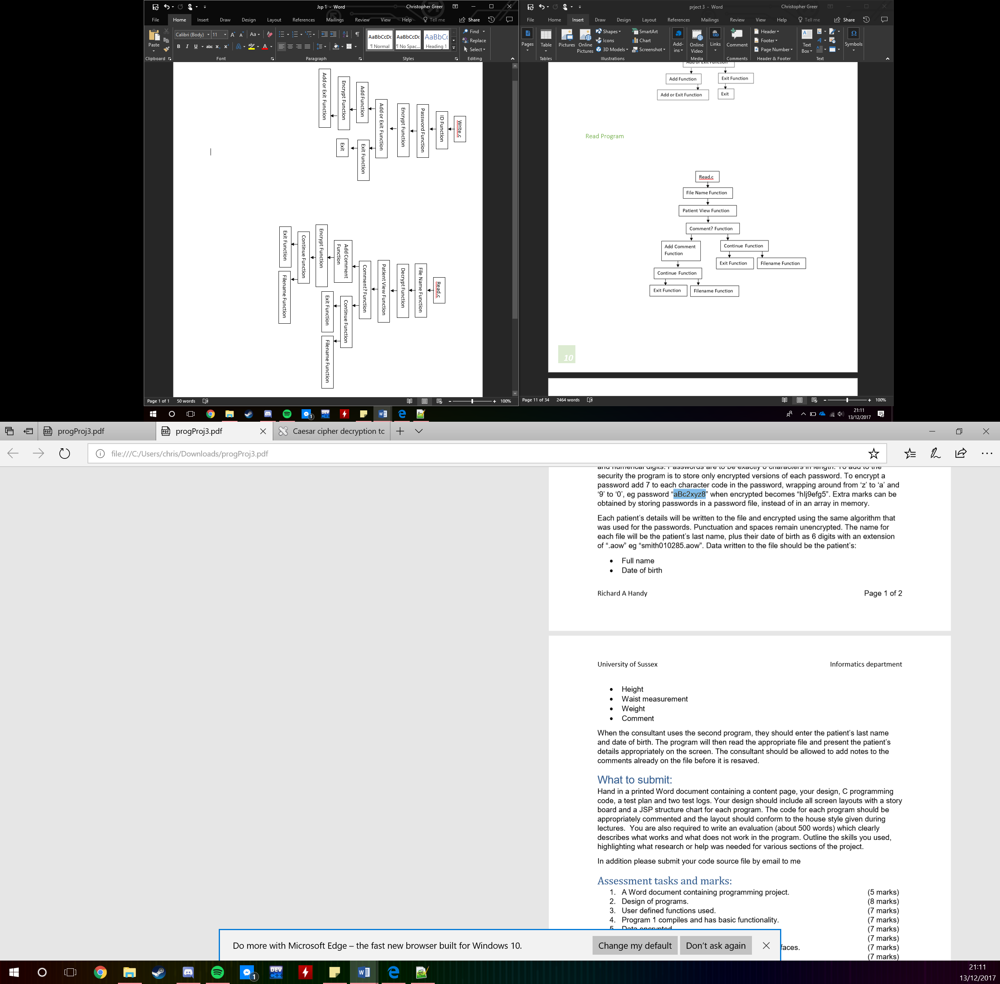 Jsp 1 - Word
Christopher Greer
File Home Insert Draw Design Layout References Mailings Review View Help Tell me Share
Paste
Calibri (Body) 11
Aa
B I U abc x x
AaBbCcDc AaBbCcDc AaBbCc
¶ Normal ¶ No Spac... Heading 1
Find
Replace
Select
Clipboard Font Paragraph Styles Editing
Write.c
ID Function
Password Function
Encrypt Function
Add or Exit Function
Add Function
Exit Function
Encrypt Function
Exit
Add or Exit Function
Read.c
File Name Function
Decrypt Function
Patient View Function
Comment? Function
Add Comment
Function
Continue Function
Encrypt Function
Exit Function
Filename Function
Continue Function
Exit Function
Filename Function
Page 1 of 1 50 words 100%
prject 3 - Word
Christopher Greer
File Home Insert Draw Design Layout References Mailings Review View Help Tell me Share
Pages
Table
Pictures
Online
Pictures
Shapes
Icons
3D Models
SmartArt
Chart
Screenshot
Add-
ins
Online
Video
Links
Comment
Header
Footer
Page Number
Text
Box
Symbols
Tables Illustrations Media Comments Header & Footer Text
Add or Exit Function
Add Function Exit Function
Add or Exit Function Exit
Read Program
Read.c
File Name Function
Patient View Function
Comment? Function
Add Comment
Function
Continue Function
Exit Function Filename Function
Continue Function
Exit Function Filename Function
10
Page 11 of 34 2464 words 100%
1
DEV
21:11
13/12/2017
progProj3.pdf
progProj3.pdf
Caesar cipher decryption tc
file:///C:/Users/chris/Downloads/progProj3.pdf
and numerical digits. Passwords are to be exactly 8 characters in length. To add to the
security the program is to store only encrypted versions of each password. To encrypt a
password add 7 to each character code in the password, wrapping around from ‘z’ to ‘a’ and
‘9’ to ‘0’, eg password “aBc2xyz8” when encrypted becomes “hIj9efg5”. Extra marks can be
obtained by storing passwords in a password file, instead of in an array in memory.
Each patient’s details will be written to the file and encrypted using the same algorithm that
was used for the passwords. Punctuation and spaces remain unencrypted. The name for
each file will be the patient’s last name, plus their date of birth as 6 digits with an extension
of “.aow” eg “smith010285.aow”. Data written to the file should be the patient’s:
• Full name
• Date of birth
Richard A Handy Page 1 of 2
University of Sussex Informatics department
• Height
• Waist measurement
• Weight
• Comment
When the consultant uses the second program, they should enter the patient’s last name
and date of birth. The program will then read the appropriate file and present the patient’s
details appropriately on the screen. The consultant should be allowed to add notes to the
comments already on the file before it is resaved.
What to submit:
Hand in a printed Word document containing a content page, your design, C programming
code, a test plan and two test logs. Your design should include all screen layouts with a story
board and a JSP structure chart for each program. The code for each program should be
appropriately commented and the layout should conform to the house style given during
lectures. You are also required to write an evaluation (about 500 words) which clearly
describes what works and what does not work in the program. Outline the skills you used,
highlighting what research or help was needed for various sections of the project.
In addition please submit your code source file by email to me
Assessment tasks and marks:
1. A Word document containing programming project. (5 marks)
2. Design of programs. (8 marks)
3. User defined functions used. (7 marks)
4. Program 1 compiles and has basic functionality. (7 marks)
5. Data encrypted (7 marks)
(7 marks)
faces. (7 marks)
(7 marks)
Do more with Microsoft Edge – the fast new browser built for Windows 10.
Change my default
Don’t ask again
1
DEV
C++
21:11
13/12/2017